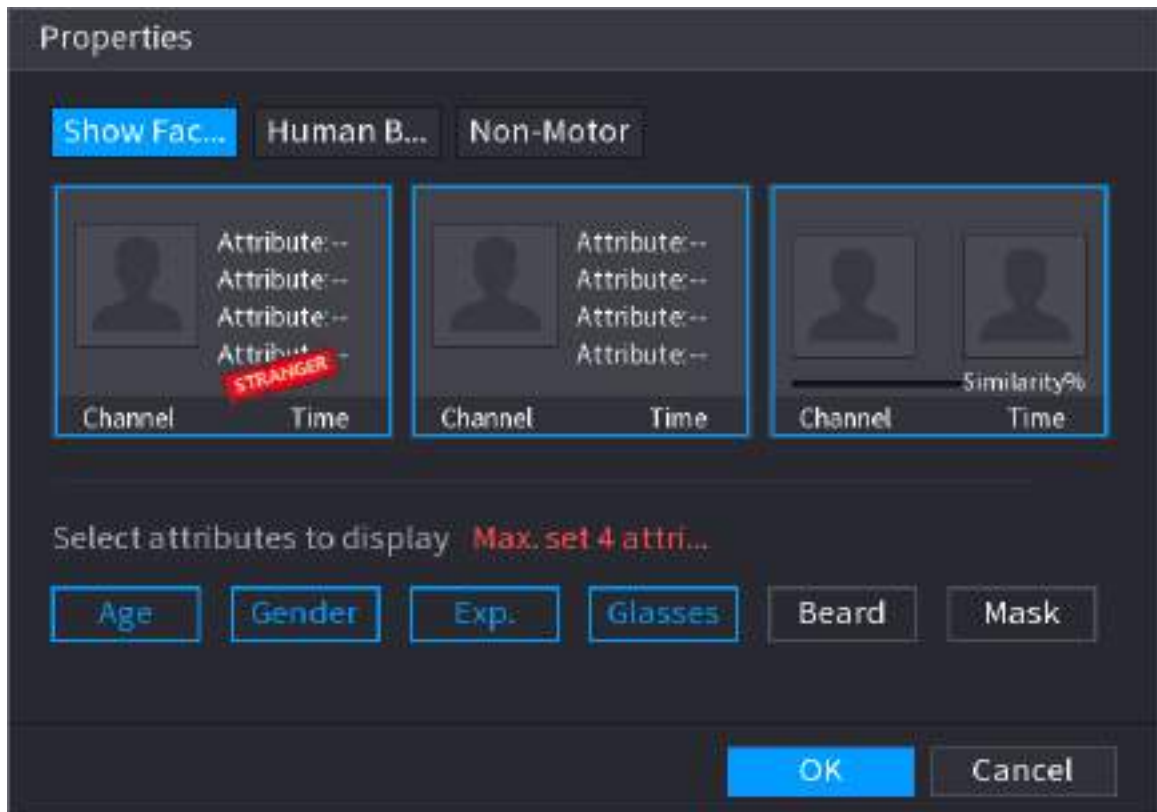 Properties
Show Fac... Human B... Non-Motor
Attribute:-- Attribute:--
Attribute:-- Attribute:--
Attribute:-- Attribute:--
Attribute:--
STRANGER Similarity%
Channel Time Channel Time Channel Time
Select attributes to display Max. set 4 attri...
Age Gender Exp. Glasses Beard Mask
OK Cancel